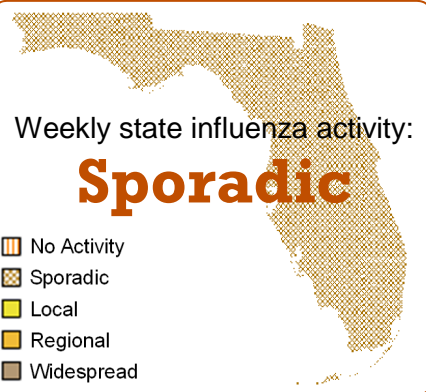 Weekly state influenza activity:
Sporadic
No Activity
Sporadic
Local
Regional
Widespread